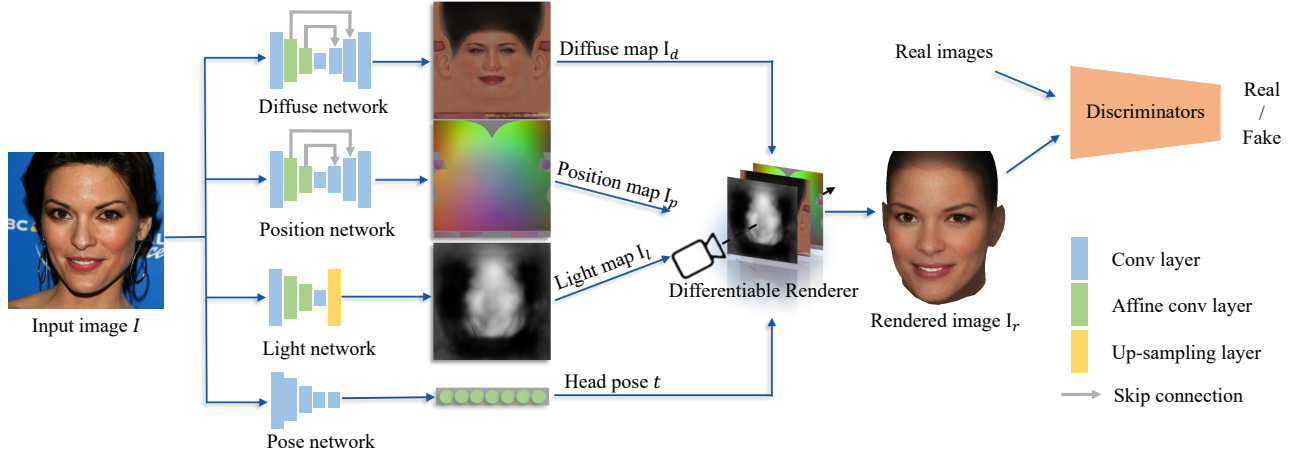 Diffuse network
Diffuse map I_d
Position network
Position map I_p
Light network
Light map I_l
Pose network
Head pose t
Input image I
BC
Differentiable Renderer
Rendered image I_r
Real images
Discriminators
Real
/
Fake
Conv layer
Affine conv layer
Up-sampling layer
Skip connection